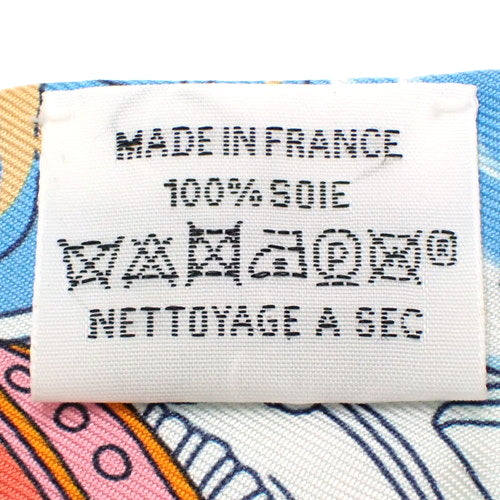 MADE IN FRANCE
100% SOIE
P ®
NETTOYAGE A SEC